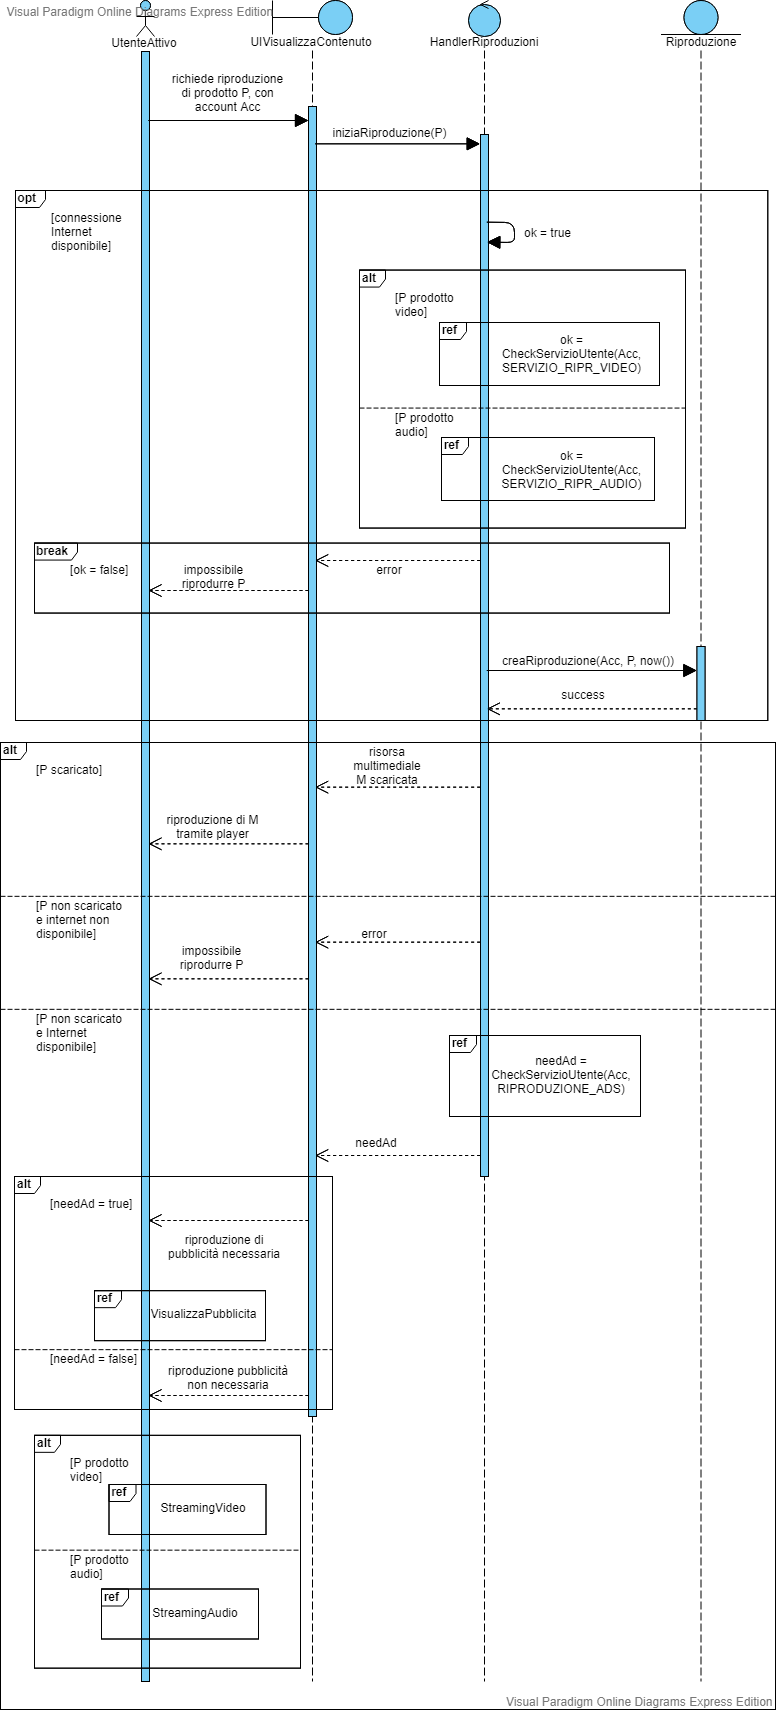 Visual Paradigm Online Diagrams Express Edition
UtenteAttivo
UIVisualizzaContenuto
HandlerRiproduzioni
Riproduzione
richiede riproduzione
di prodotto P, con
account Acc
iniziaRiproduzione(P)
opt
[connessione
Internet
disponibile]
ok = true
alt
[P prodotto
video]
ref
ok =
CheckServizioUtente(Acc,
SERVIZIO_RIPR_VIDEO)
[P prodotto
audio]
ref
ok =
CheckServizioUtente(Acc,
SERVIZIO_RIPR_AUDIO)
break
[ok = false]
error
impossibile
riprodurre P
creaRiproduzione(Acc, P, now())
success
alt
[P scaricato]
risorsa
multimediale
M scaricata
riproduzione di M
tramite player
[P non scaricato
e internet non
disponibile]
error
impossibile
riprodurre P
[P non scaricato
e Internet
disponibile]
ref
needAd =
CheckServizioUtente(Acc,
RIPRODUZIONE_ADS)
needAd
alt
[needAd = true]
riproduzione di
pubblicità necessaria
ref
VisualizzaPubblicita
[needAd = false]
riproduzione pubblicità
non necessaria
alt
[P prodotto
video]
ref
StreamingVideo
[P prodotto
audio]
ref
StreamingAudio
Visual Paradigm Online Diagrams Express Edition